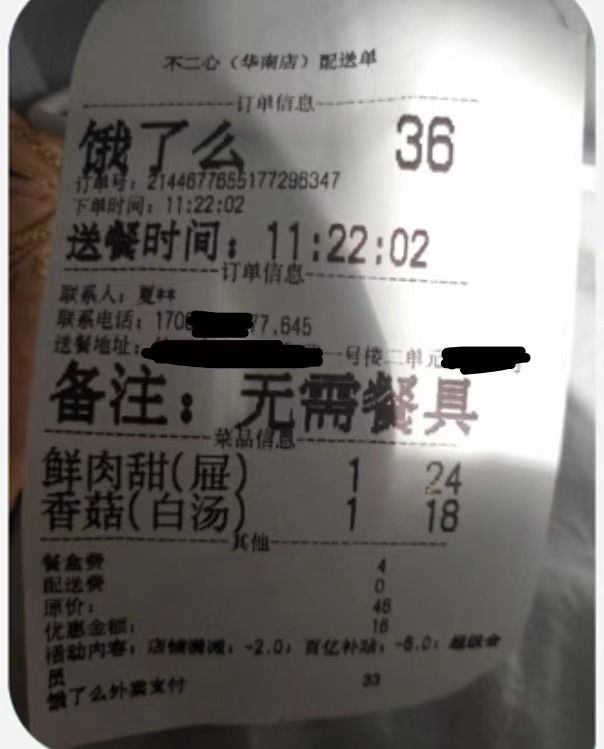 不二心（华南店）配送单
订单信息
饿了么 36
订单号：2144677655177296347
下单时间：11:22:02
送餐时间：11:22:02
订单信息
联系人：夏**
联系电话：170 77,645
送餐地址： 一号楼二单元
备注：无需餐具
菜品信息
鲜肉甜(屉) 1 24
香菇(白汤) 1 18
其他
餐盒费 4
配送费 0
原价： 46
优惠金额： 16
活动内容：店铺满减，-2.0；百亿补贴，-6.0；超级会
员
饿了么外卖支付 33